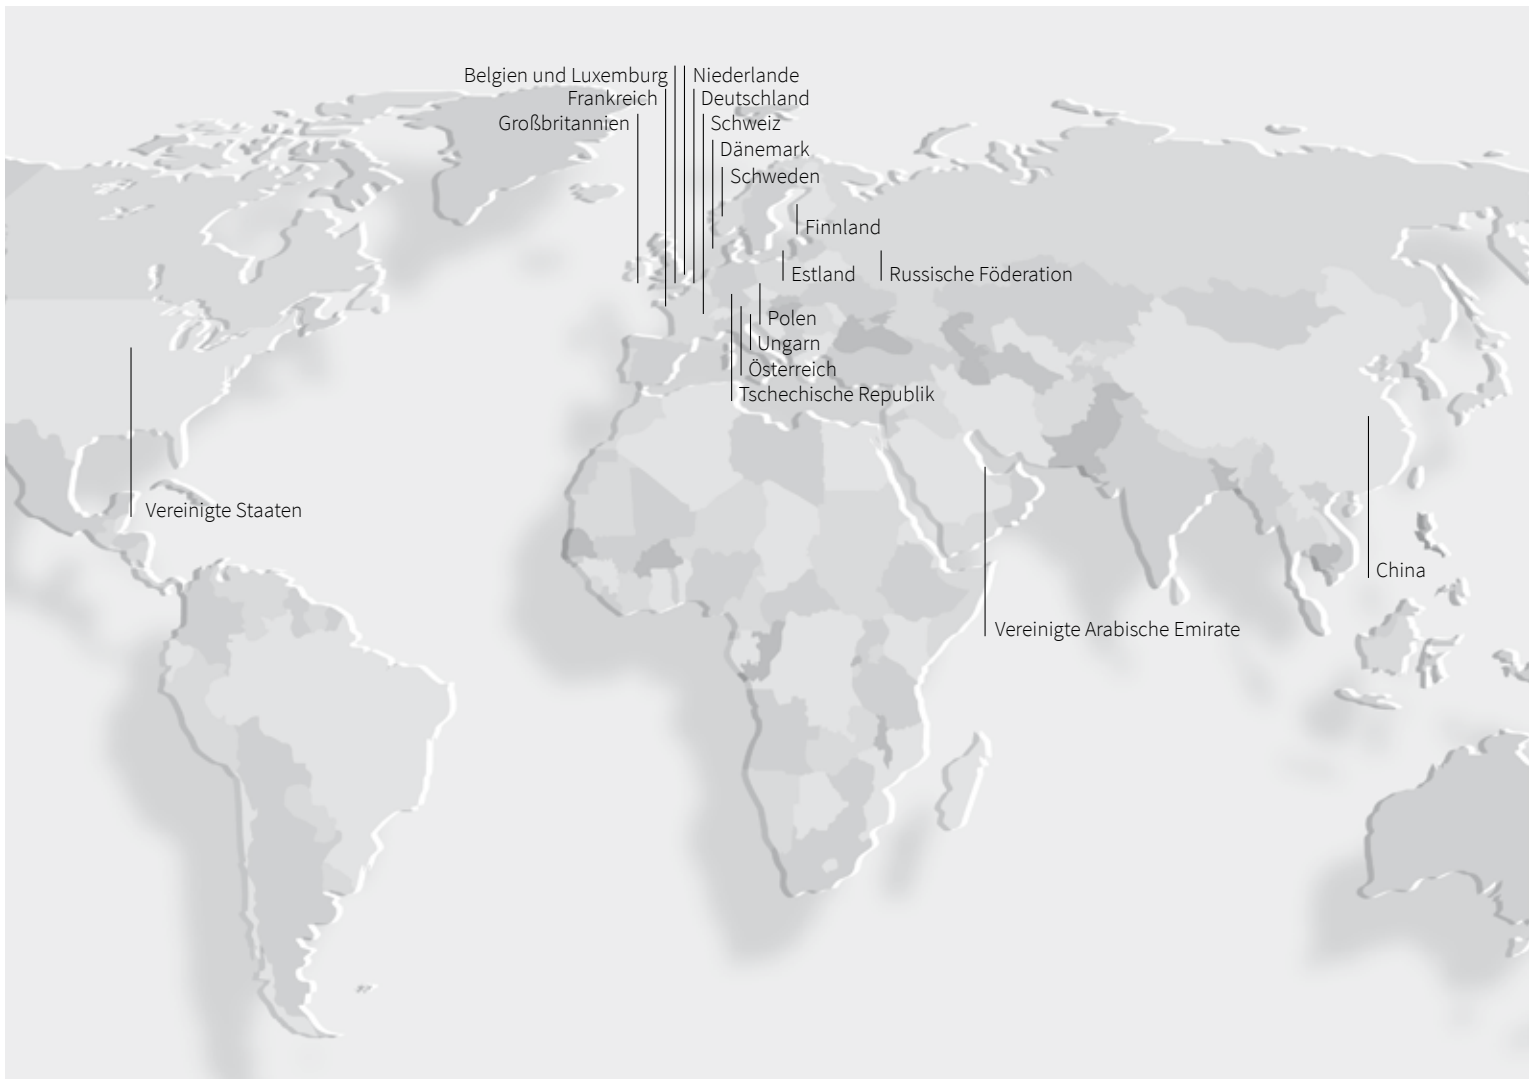 Belgien und Luxemburg
Niederlande
Frankreich
Deutschland
Großbritannien
Schweiz
Dänemark
Schweden
Finnland
Estland
Russische Föderation
Polen
Ungarn
Österreich
Tschechische Republik
Vereinigte Staaten
China
Vereinigte Arabische Emirate